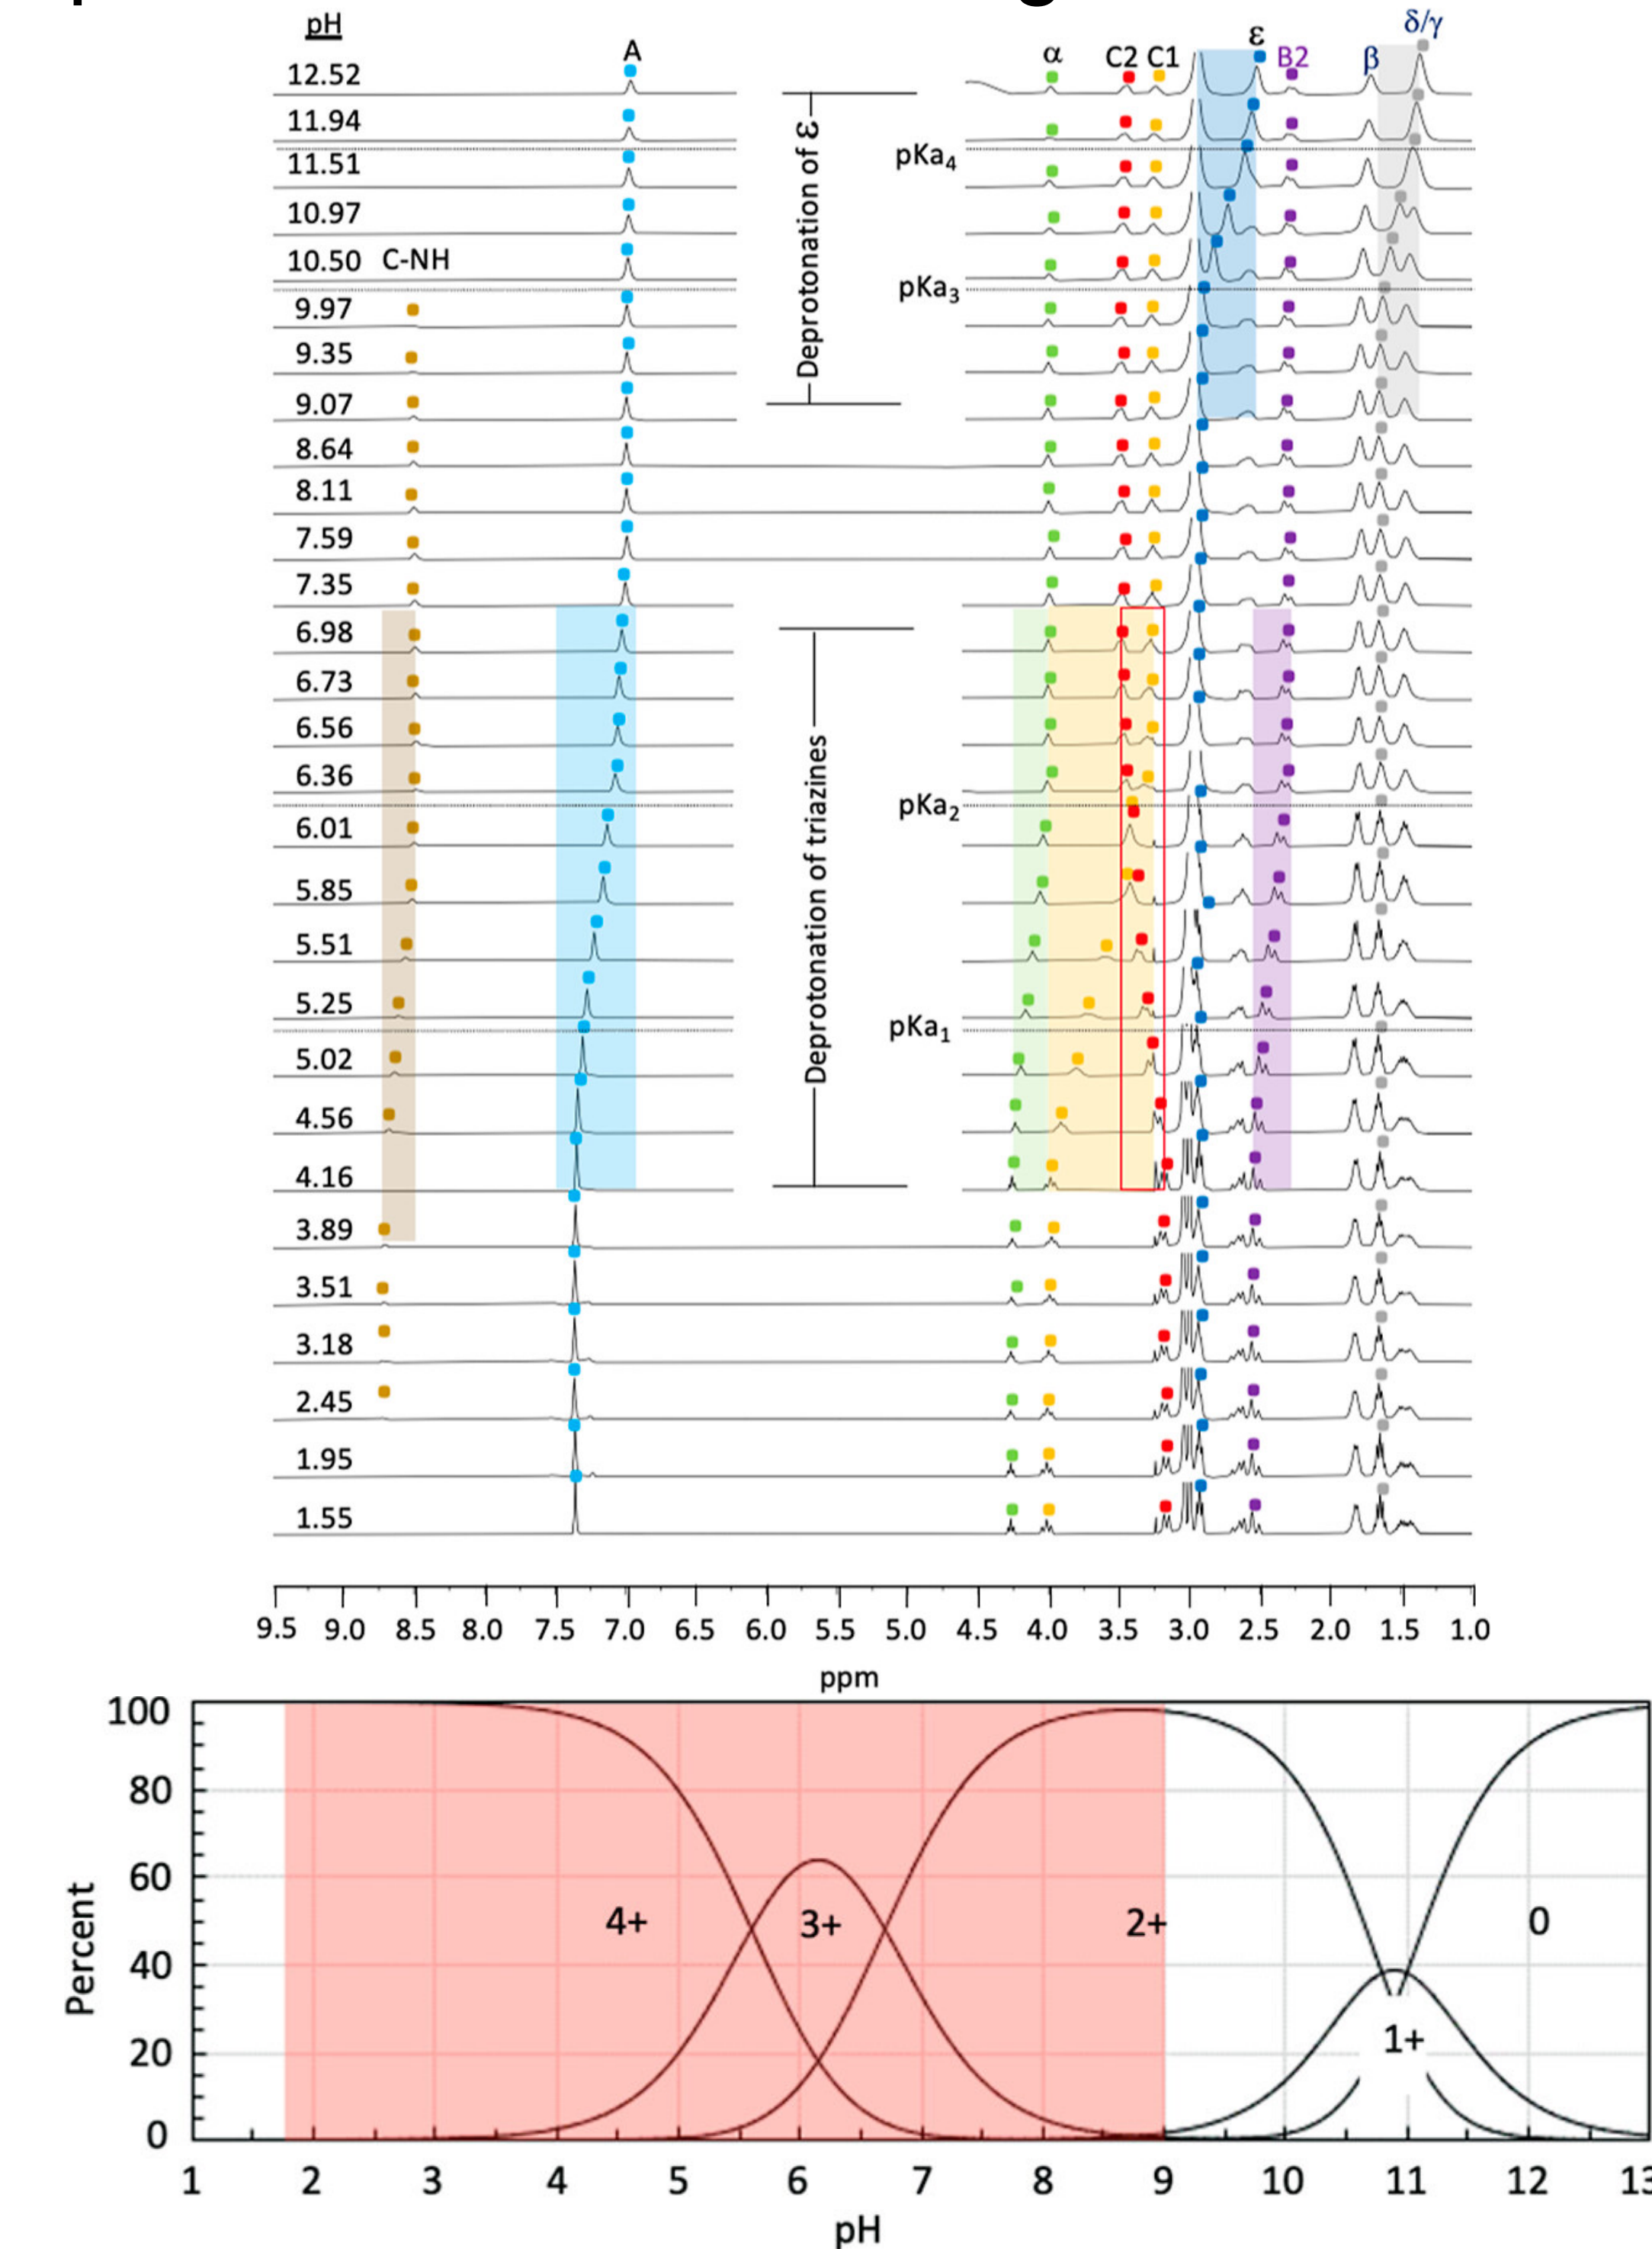 pH
δ/γ
A α C2 C1 ε B2 β
12.52
11.94
11.51 pKa4
10.97
10.50 C-NH
pKa3
9.97
9.35
9.07
Deprotonation of ε
8.64
8.11
7.59
7.35
6.98
6.73
6.56
6.36
pKa2
6.01
5.85
5.51
5.25
pKa1
5.02
4.56
4.16
Deprotonation of triazines
3.89
3.51
3.18
2.45
1.95
1.55
9.5 9.0 8.5 8.0 7.5 7.0 6.5 6.0 5.5 5.0 4.5 4.0 3.5 3.0 2.5 2.0 1.5 1.0
ppm
100
80
60
4+ 3+ 2+ 0
40
1+
20
0
Percent
1 2 3 4 5 6 7 8 9 10 11 12 13
pH